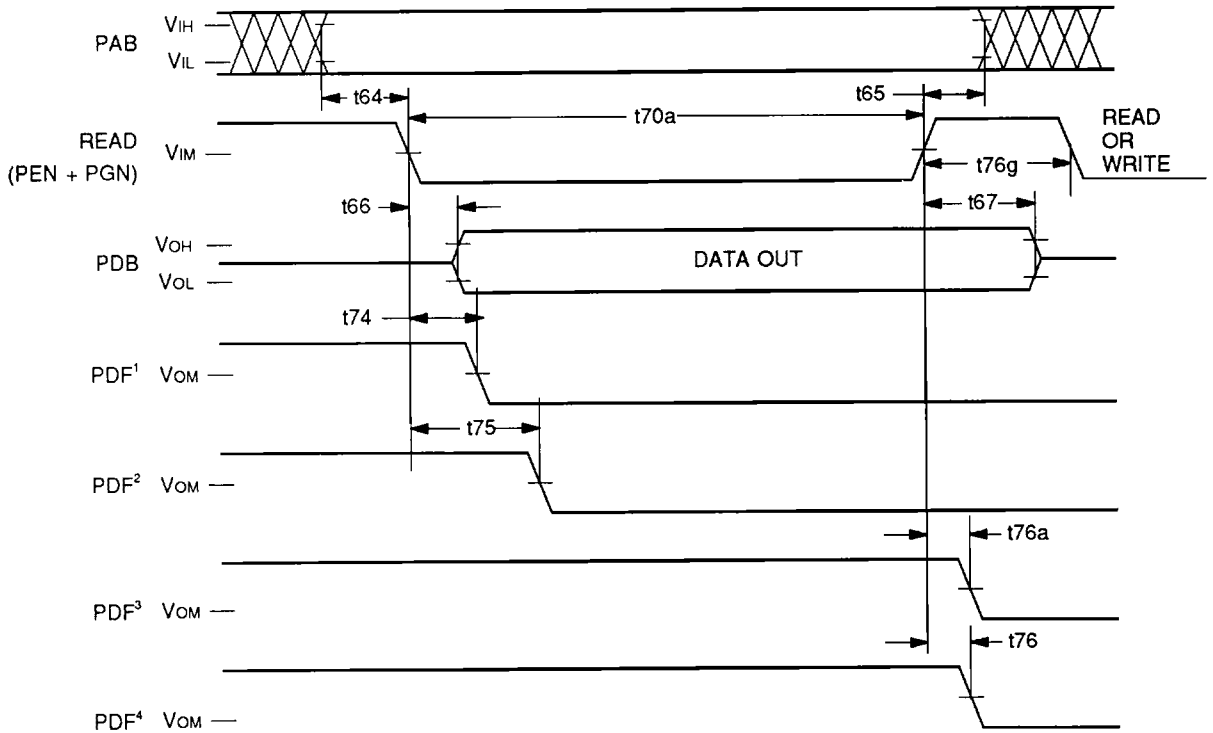 PAB VIH
VIL
t64 t65
t70a
READ
(PEN + PGN) VIM
READ
OR
WRITE
t76g
t66 t67
PDB VOH
VOL
DATA OUT
t74
PDF¹ VOM
t75
PDF² VOM
t76a
PDF³ VOM
t76
PDF⁴ VOM